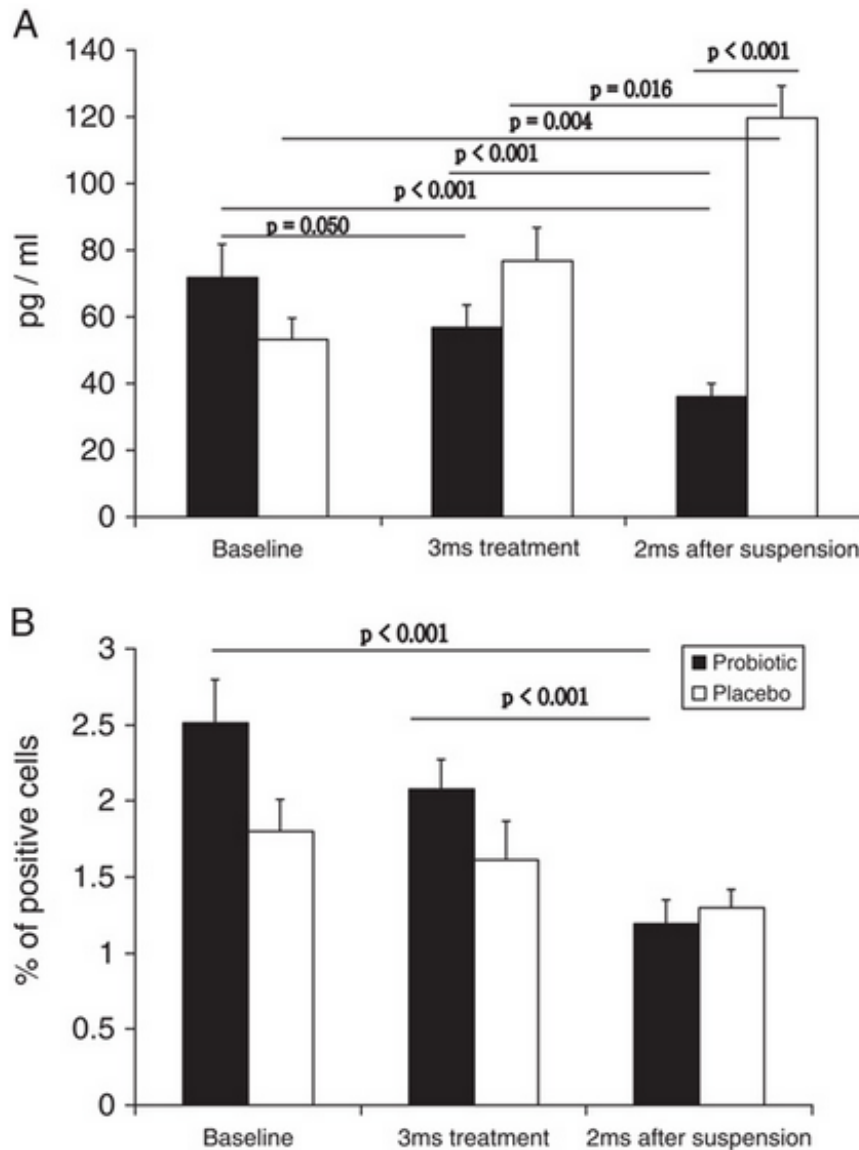 A
140
p < 0.001
120
p = 0.016
p = 0.004
100
p < 0.001
p < 0.001
80
p = 0.050
60
40
20
0
pg / ml
Baseline
3ms treatment
2ms after suspension
B
3
p < 0.001
Probiotic
Placebo
2.5
p < 0.001
2
1.5
1
0.5
0
% of positive cells
Baseline
3ms treatment
2ms after suspension